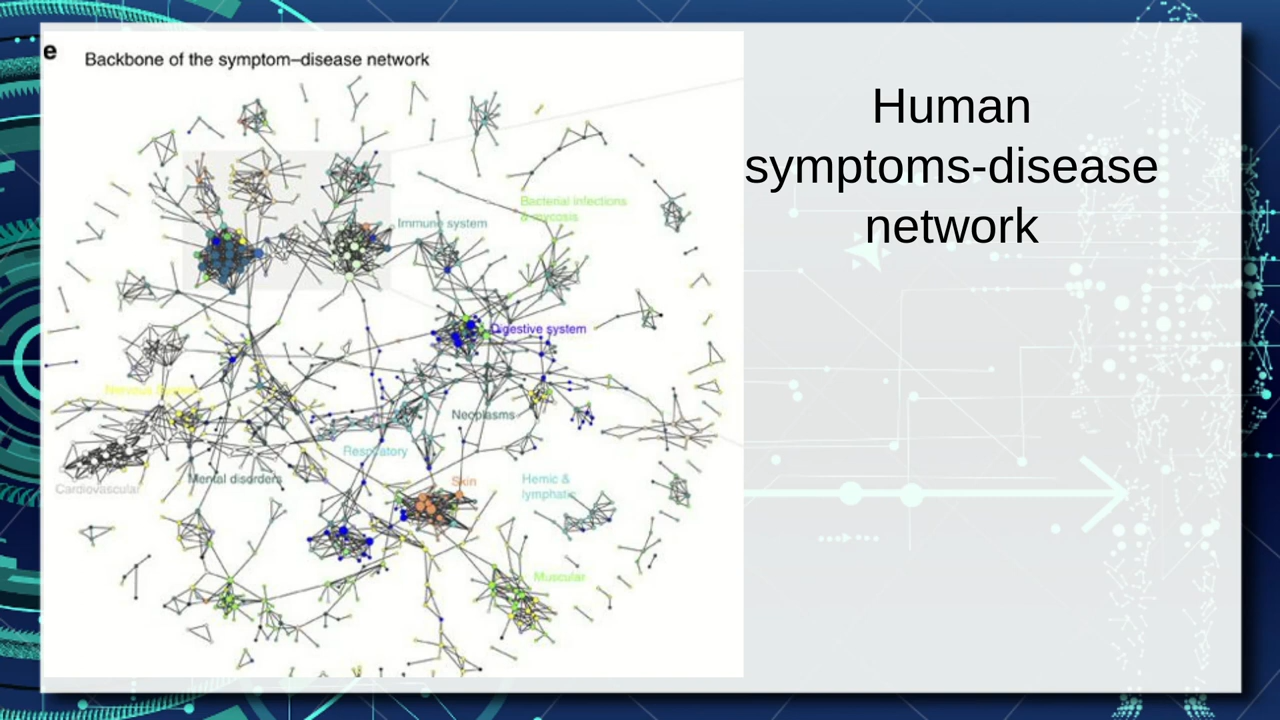 e
Backbone of the symptom–disease network
Human
symptoms-disease
network
Bacterial infections
& mycosis
Immune system
Digestive system
Nervous System
Neoplasms
Respiratory
Mental disorders
Cardiovascular
Skin
Hemic &
lymphatic
Muscular